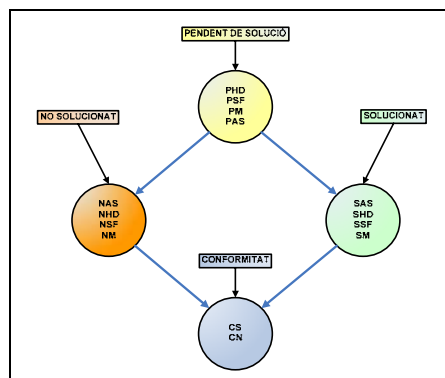 PENDENT DE SOLUCIÓ
PHD
PSF
PM
PAS
NO SOLUCIONAT
SOLUCIONAT
NAS
NHD
NSF
NM
SAS
SHD
SSF
SM
CONFORMITAT
CS
CN